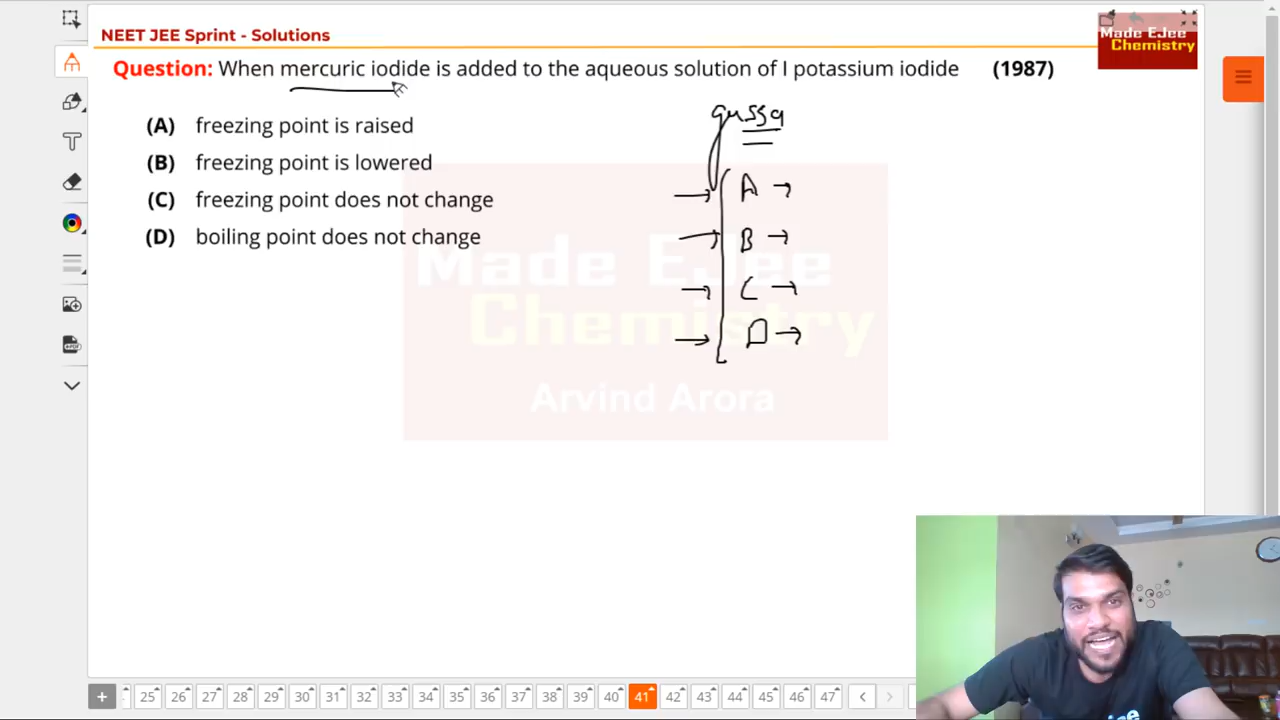 NEET JEE Sprint - Solutions
Made EJee
Chemistry
Question: When mercuric iodide is added to the aqueous solution of I potassium iodide (1987)
gussa
(A) freezing point is raised
(B) freezing point is lowered
(C) freezing point does not change
(D) boiling point does not change
A →
B →
C →
D →
Made EJee
Chemistry
Arvind Arora
25 26 27 28 29 30 31 32 33 34 35 36 37 38 39 40 41 42 43 44 45 46 47